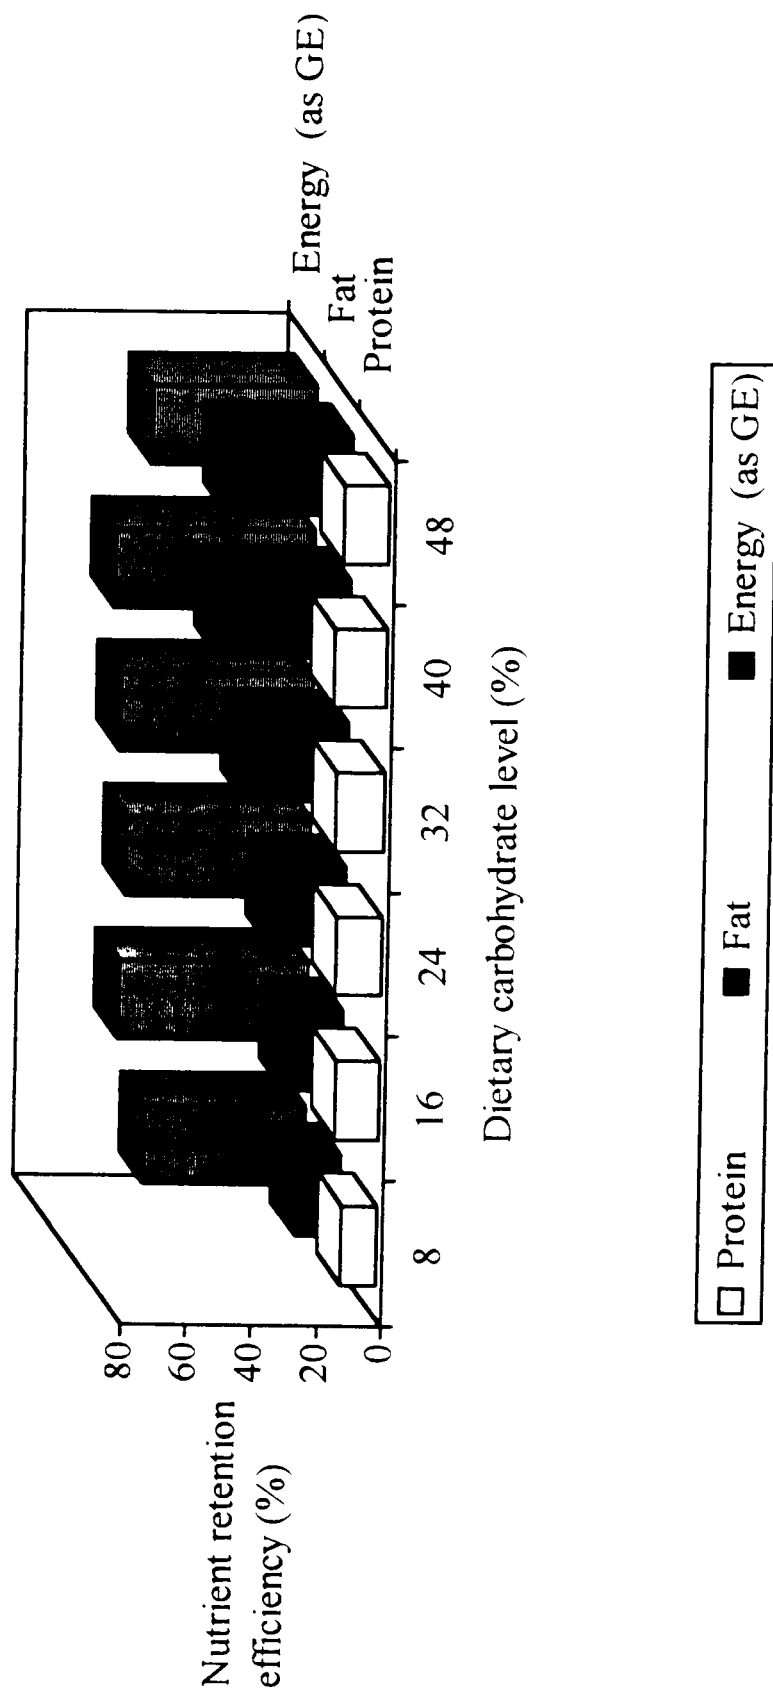 Nutrient retention
efficiency (%)
80
60
40
20
0
8 16 24 32 40 48
Dietary carbohydrate level (%)
Energy (as GE)
Fat
Protein
Protein Fat Energy (as GE)